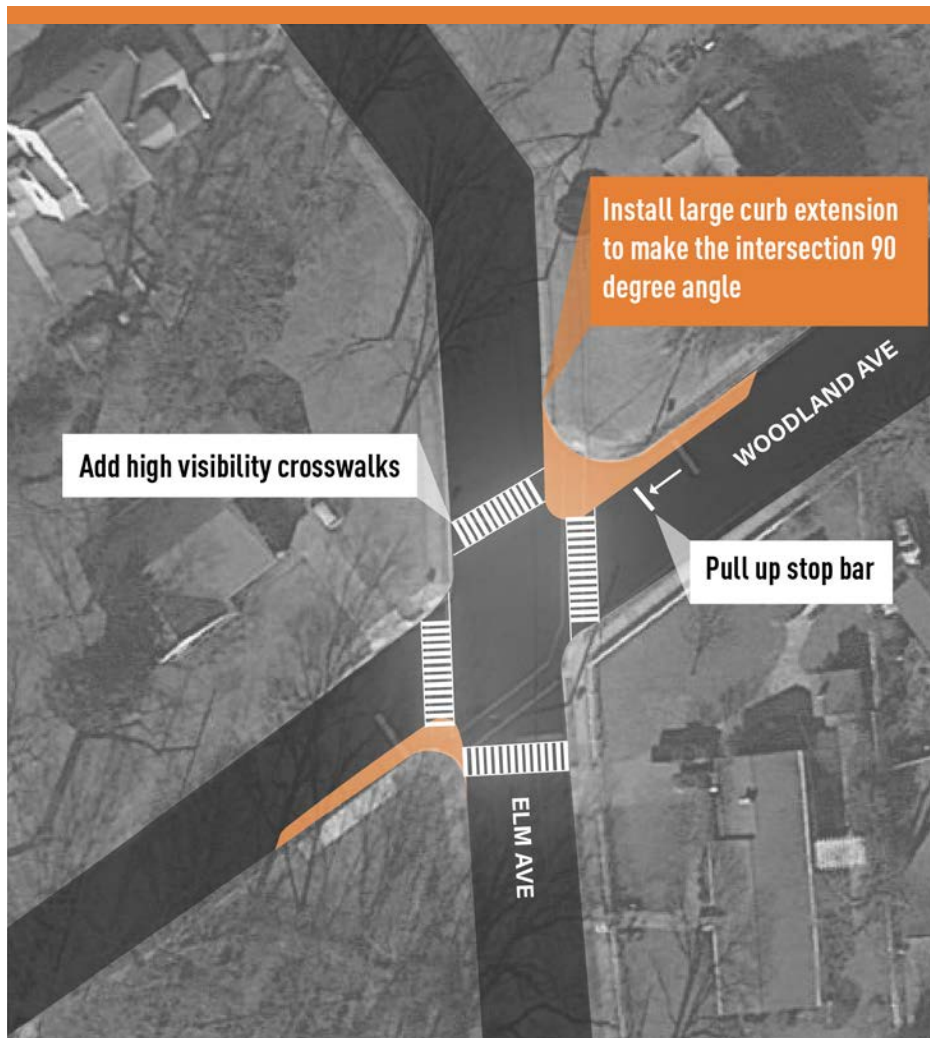 Install large curb extension
to make the intersection 90
degree angle
WOODLAND AVE
Add high visibility crosswalks
Pull up stop bar
ELM AVE